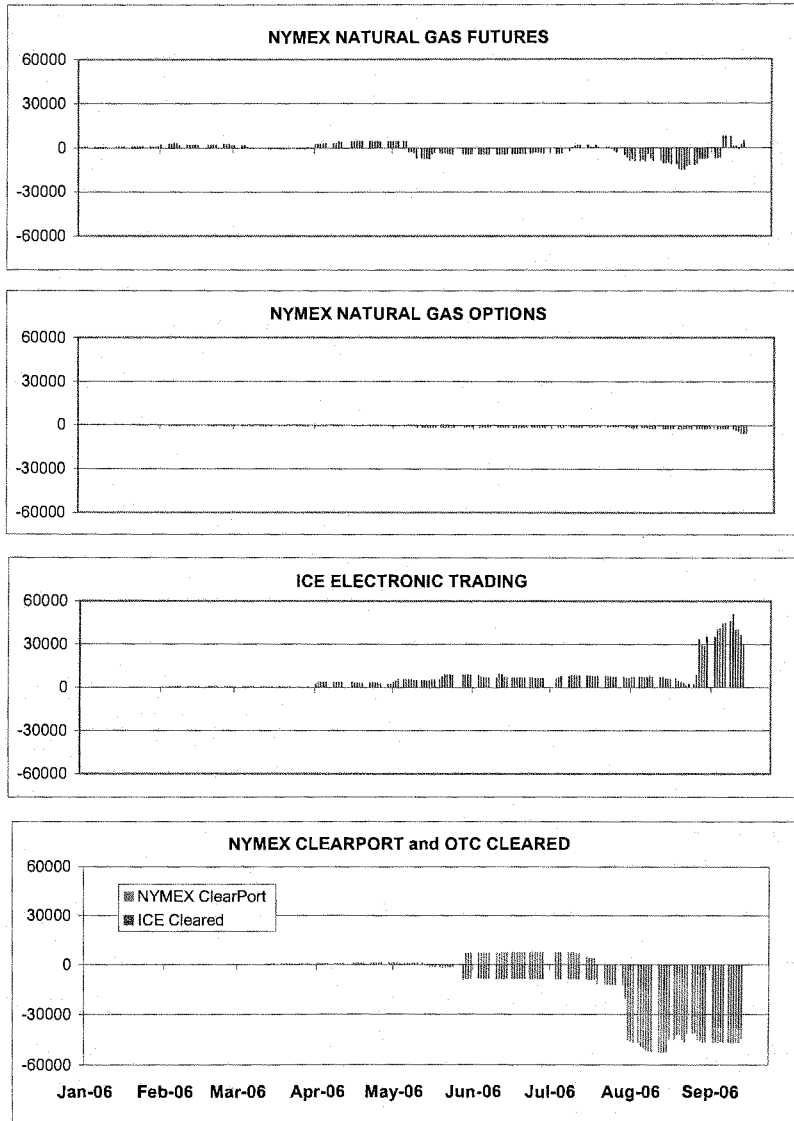 NYMEX NATURAL GAS FUTURES
60000
30000
0
-30000
-60000
NYMEX NATURAL GAS OPTIONS
60000
30000
0
-30000
-60000
ICE ELECTRONIC TRADING
60000
30000
0
-30000
-60000
NYMEX CLEARPORT and OTC CLEARED
60000
30000
0
-30000
-60000
NYMEX ClearPort
ICE Cleared
Jan-06 Feb-06 Mar-06 Apr-06 May-06 Jun-06 Jul-06 Aug-06 Sep-06